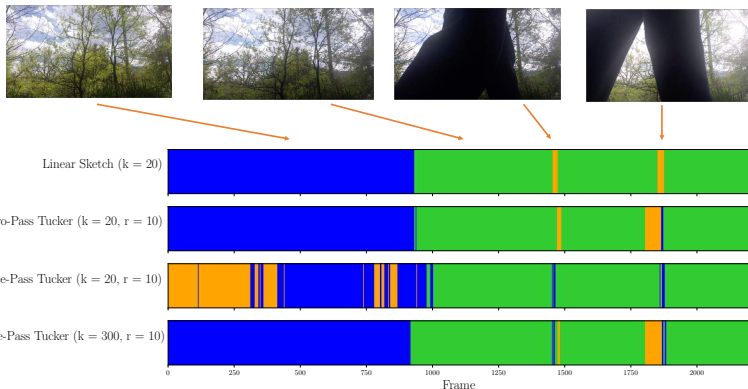 Linear Sketch (k = 20)
o-Pass Tucker (k = 20, r = 10)
e-Pass Tucker (k = 20, r = 10)
e-Pass Tucker (k = 300, r = 10)
0 250 500 750 1000 1250 1500 1750 2000
Frame